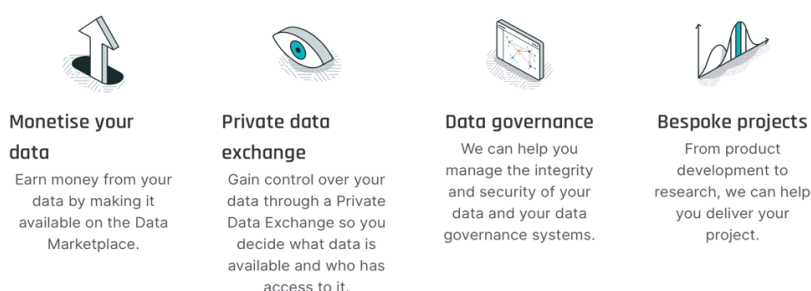 Monetise your
data
Earn money from your
data by making it
available on the Data
Marketplace.
Private data
exchange
Gain control over your
data through a Private
Data Exchange so you
decide what data is
available and who has
access to it.
Data governance
We can help you
manage the integrity
and security of your
data and your data
governance systems.
Bespoke projects
From product
development to
research, we can help
you deliver your
project.